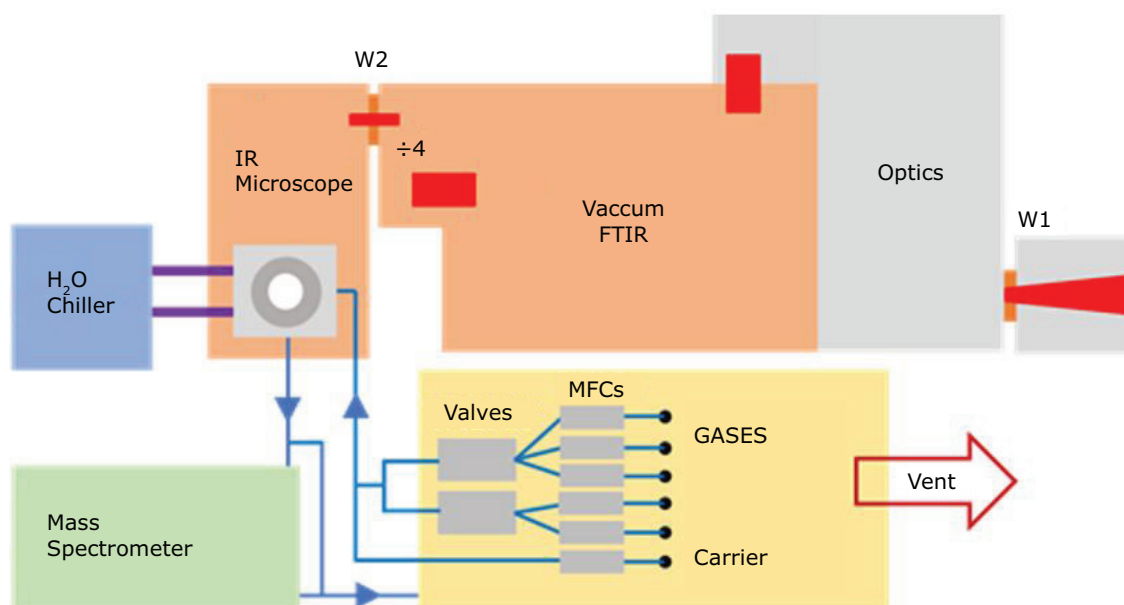 W2
÷4
IR
Microscope
Optics
Vaccum
FTIR
W1
H₂O
Chiller
MFCs
Valves
GASES
Vent
Mass
Spectrometer
Carrier